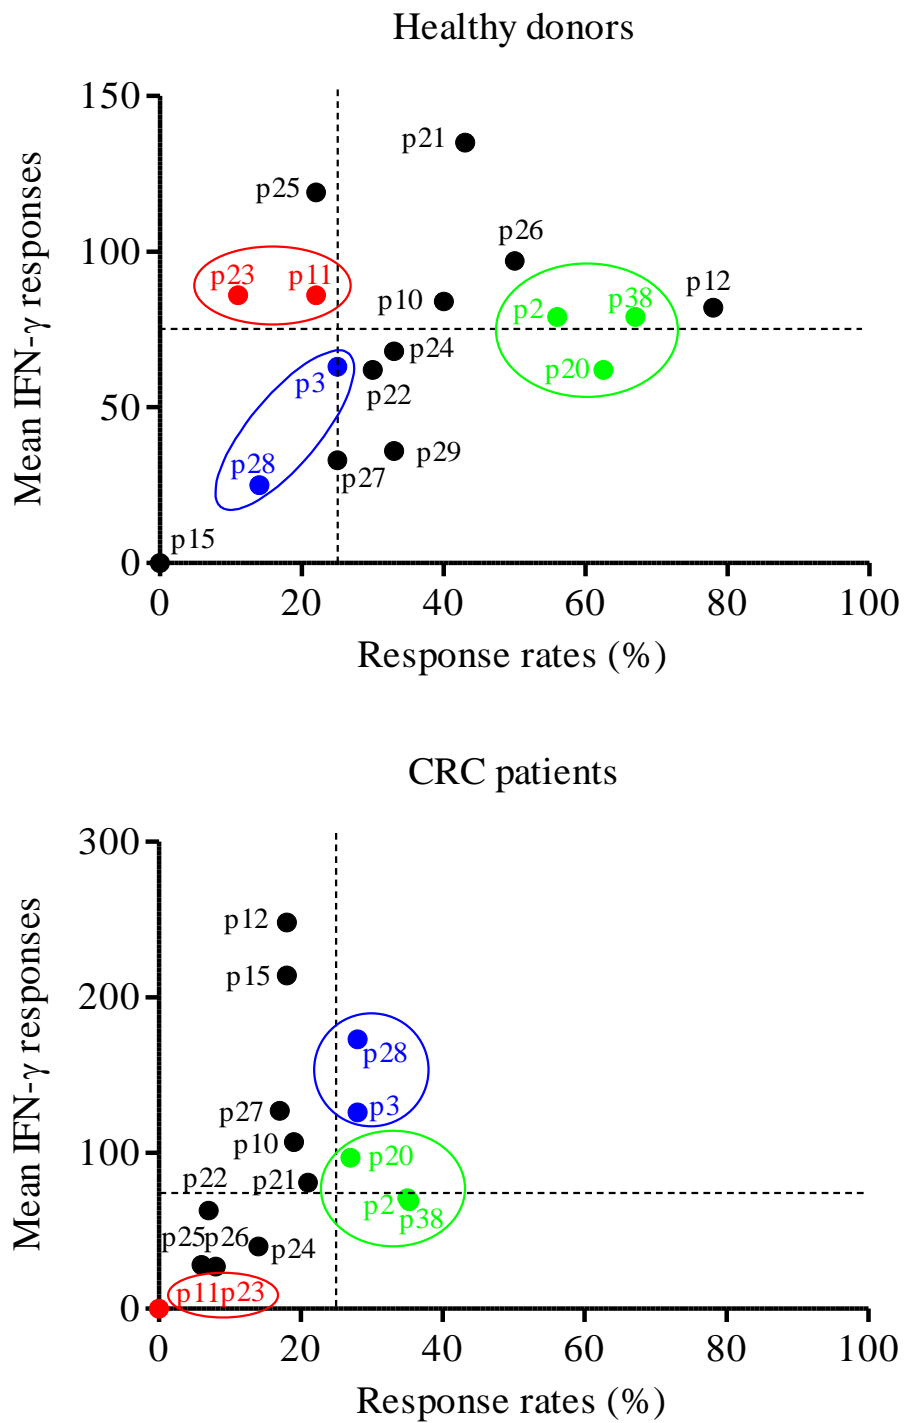 Healthy donors
150
p21
p25
p26
100
p23 p11
p12
p10
p2 p38
p24
p20
p3
p22
50
p28
p29
p27
p15
0
0 20 40 60 80 100
Response rates (%)
Mean IFN-γ responses
CRC patients
300
p12
p15
200
p28
p3
p27
p10
100
p20
p21
p22
p2
p38
p25 p26
p24
p11 p23
0
0 20 40 60 80 100
Response rates (%)
Mean IFN-γ responses